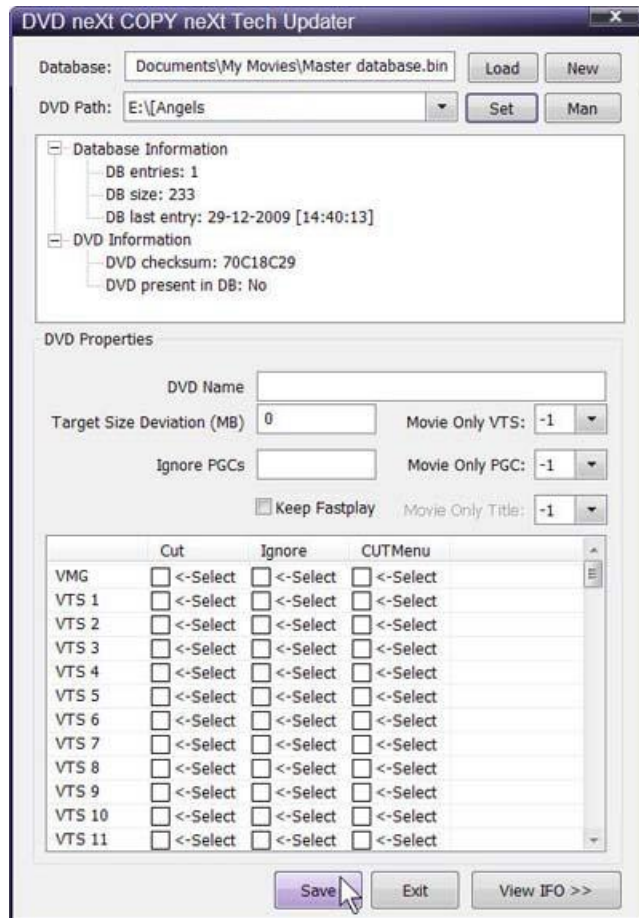 DVD neXt COPY neXt Tech Updater
x
Database: Documents\My Movies\Master database.bin Load New
DVD Path: E:\[Angels Set Man
Database Information
DB entries: 1
DB size: 233
DB last entry: 29-12-2009 [14:40:13]
DVD Information
DVD checksum: 70C18C29
DVD present in DB: No
DVD Properties
DVD Name
Target Size Deviation (MB) 0 Movie Only VTS: -1
Ignore PGCs Movie Only PGC: -1
Keep Fastplay Movie Only Title: -1
Cut Ignore CUTMenu
VMG <-Select <-Select <-Select
VTS 1 <-Select <-Select <-Select
VTS 2 <-Select <-Select <-Select
VTS 3 <-Select <-Select <-Select
VTS 4 <-Select <-Select <-Select
VTS 5 <-Select <-Select <-Select
VTS 6 <-Select <-Select <-Select
VTS 7 <-Select <-Select <-Select
VTS 8 <-Select <-Select <-Select
VTS 9 <-Select <-Select <-Select
VTS 10 <-Select <-Select <-Select
VTS 11 <-Select <-Select <-Select
Save Exit View IFO >>